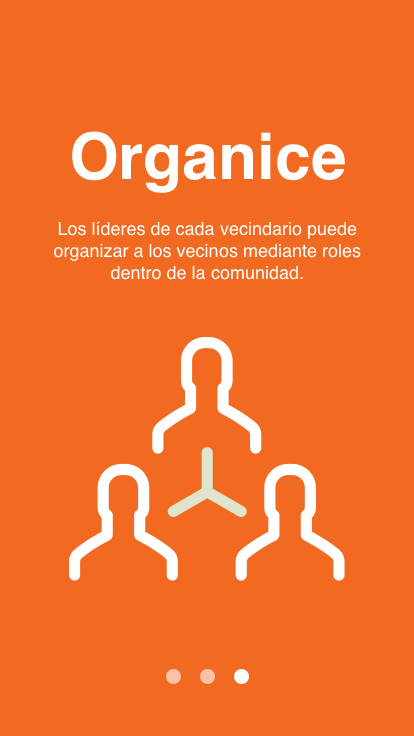 Organice
Los líderes de cada vecindario puede
organizar a los vecinos mediante roles
dentro de la comunidad.